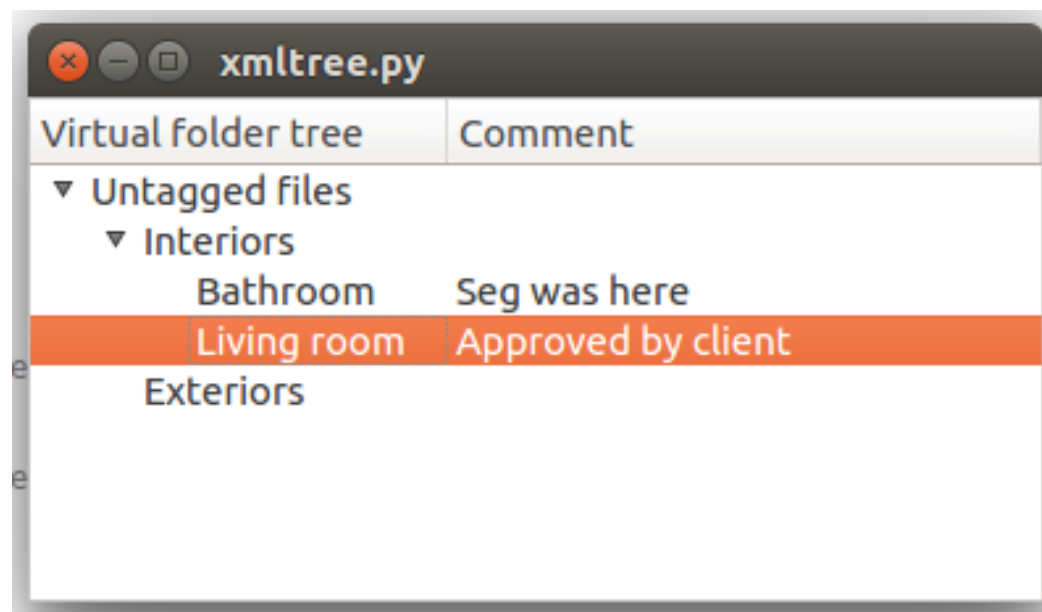 xmltree.py
Virtual folder tree Comment
Untagged files
Interiors
Bathroom Seg was here
Living room Approved by client
Exteriors
e
e